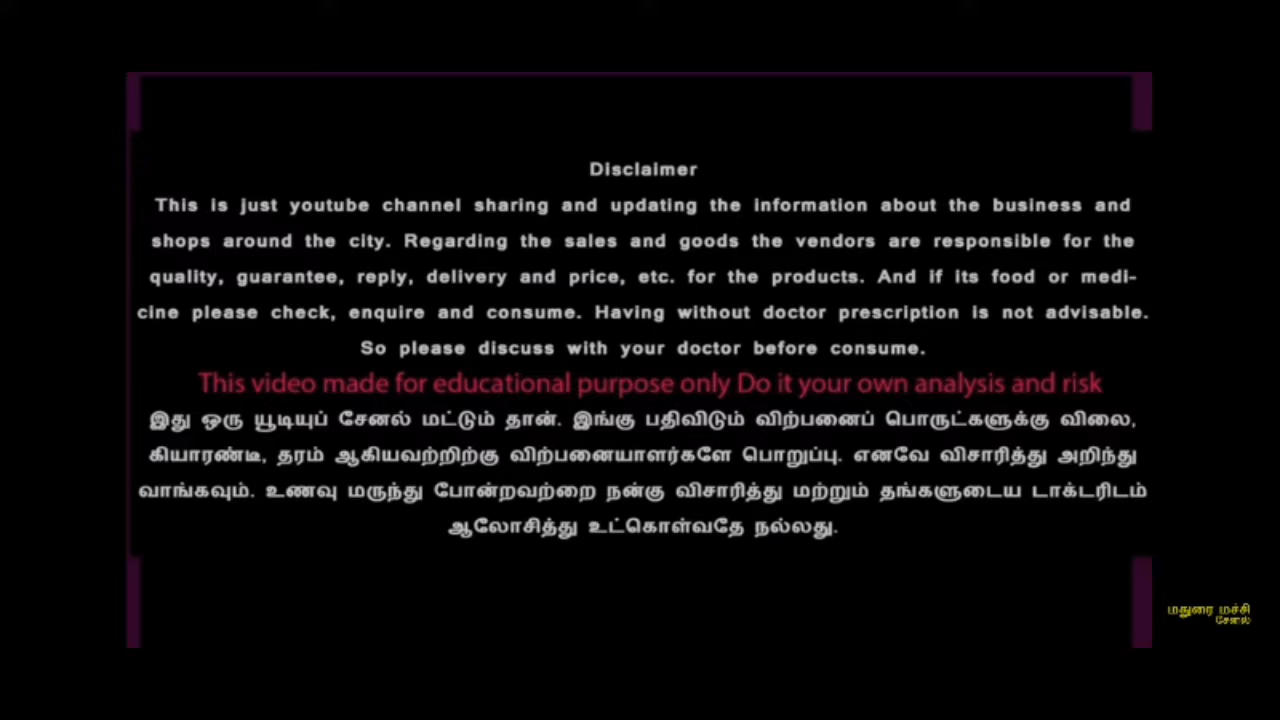 Disclaimer
This is just youtube channel sharing and updating the information about the business and
shops around the city. Regarding the sales and goods the vendors are responsible for the
quality, guarantee, reply, delivery and price, etc. for the products. And if its food or medi-
cine please check, enquire and consume. Having without doctor prescription is not advisable.
So please discuss with your doctor before consume.
This video made for educational purpose only Do it your own analysis and risk
இது ஒரு யூடியுப் சேனல் மட்டும் தான். இங்கு பதிவிடும் விற்பனைப் பொருட்களுக்கு விலை,
கியாரண்டீ, தரம் ஆகியவற்றிற்கு விற்பனையாளர்களே பொறுப்பு. எனவே விசாரித்து அறிந்து
வாங்கவும். உணவு மருந்து போன்றவற்றை நன்கு விசாரித்து மற்றும் தங்களுடைய டாக்டரிடம்
ஆலோசித்து உட்கொள்வதே நல்லது.
மதுரை மச்சி
சேனல்